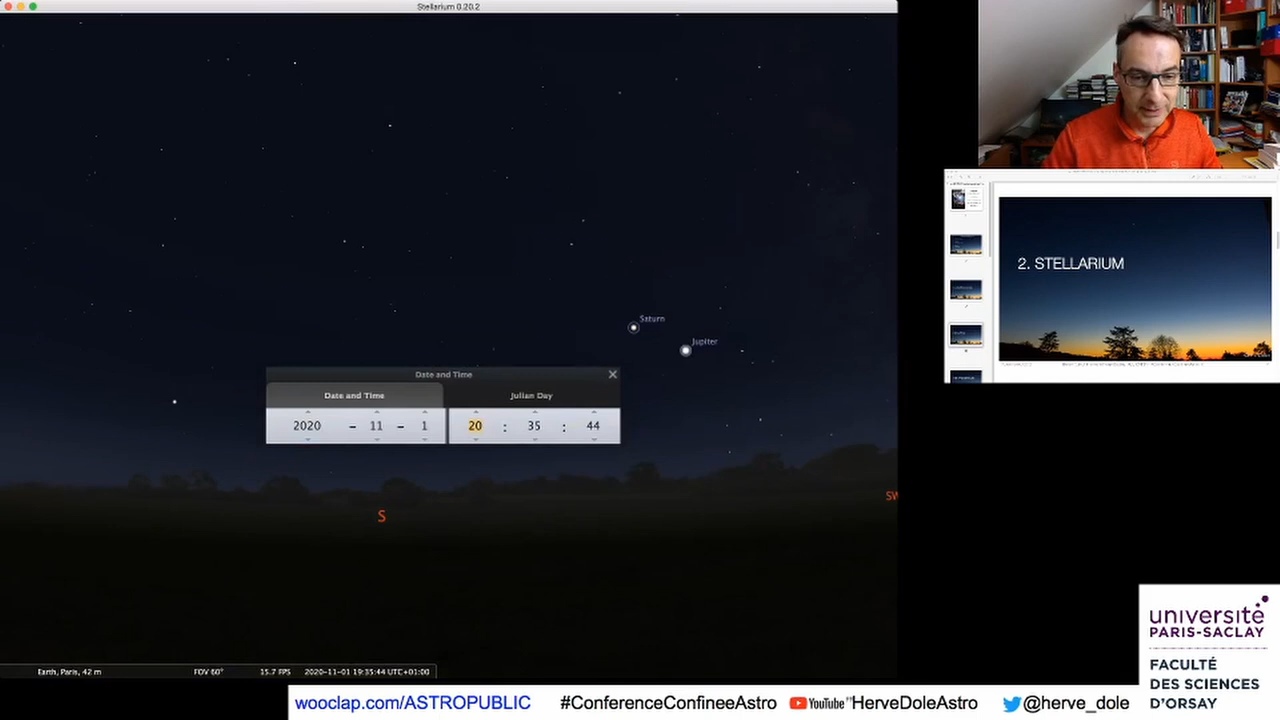 Stellarium 0.20.2
Saturn
Jupiter
Date and Time
Date and Time
Julian Day
2020 - 11 - 1 20 : 35 : 44
S
SW
Earth, Paris, 42 m FOV 60° 15.7 FPS 2020-11-01 19:35:44 UTC+01:00
2. STELLARIUM
université
PARIS-SACLAY
FACULTÉ
DES SCIENCES
D'ORSAY
wooclap.com/ASTROPUBLIC #ConferenceConfineeAstro YouTube HerveDoleAstro @herve_dole